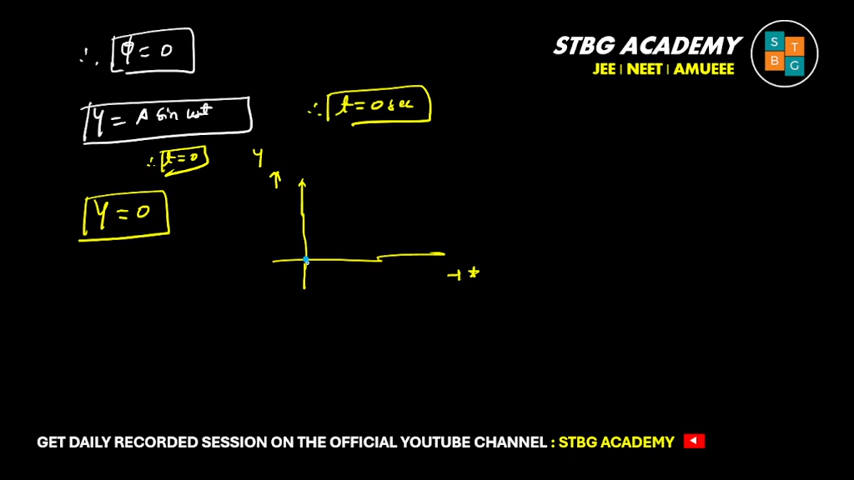 ∴ φ = 0
Y = A sin ωt
∴ t = 0 sec
∴ t = 0
Y = 0
Y
t
STBG ACADEMY
JEE | NEET | AMUEEE
S T
B G
GET DAILY RECORDED SESSION ON THE OFFICIAL YOUTUBE CHANNEL : STBG ACADEMY